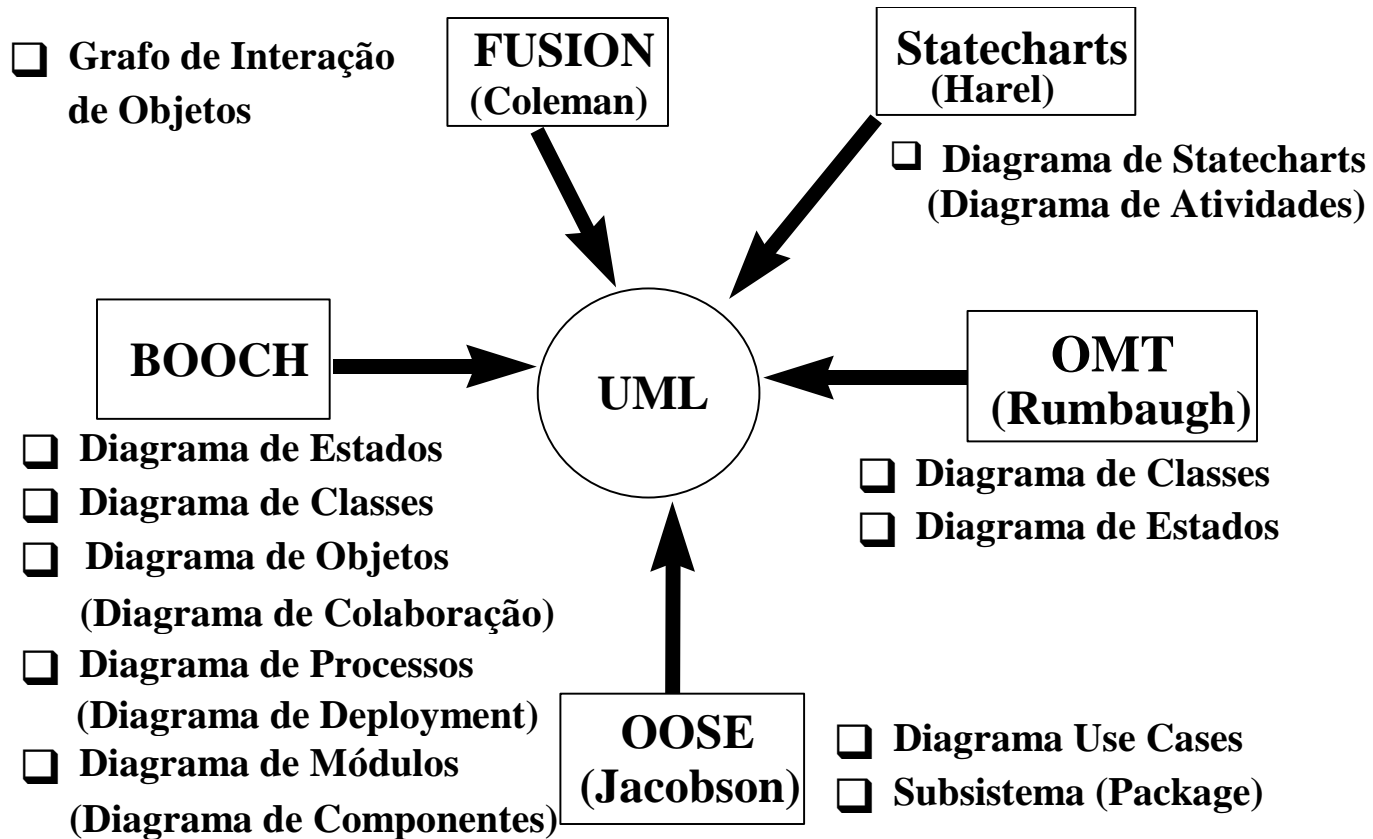 ❑ Grafo de Interação
de Objetos
FUSION
(Coleman)
Statecharts
(Harel)
❑ Diagrama de Statecharts
(Diagrama de Atividades)
BOOCH
UML
OMT
(Rumbaugh)
❑ Diagrama de Estados
❑ Diagrama de Classes
❑ Diagrama de Objetos
(Diagrama de Colaboração)
❑ Diagrama de Processos
(Diagrama de Deployment)
❑ Diagrama de Módulos
(Diagrama de Componentes)
❑ Diagrama de Classes
❑ Diagrama de Estados
OOSE
(Jacobson)
❑ Diagrama Use Cases
❑ Subsistema (Package)